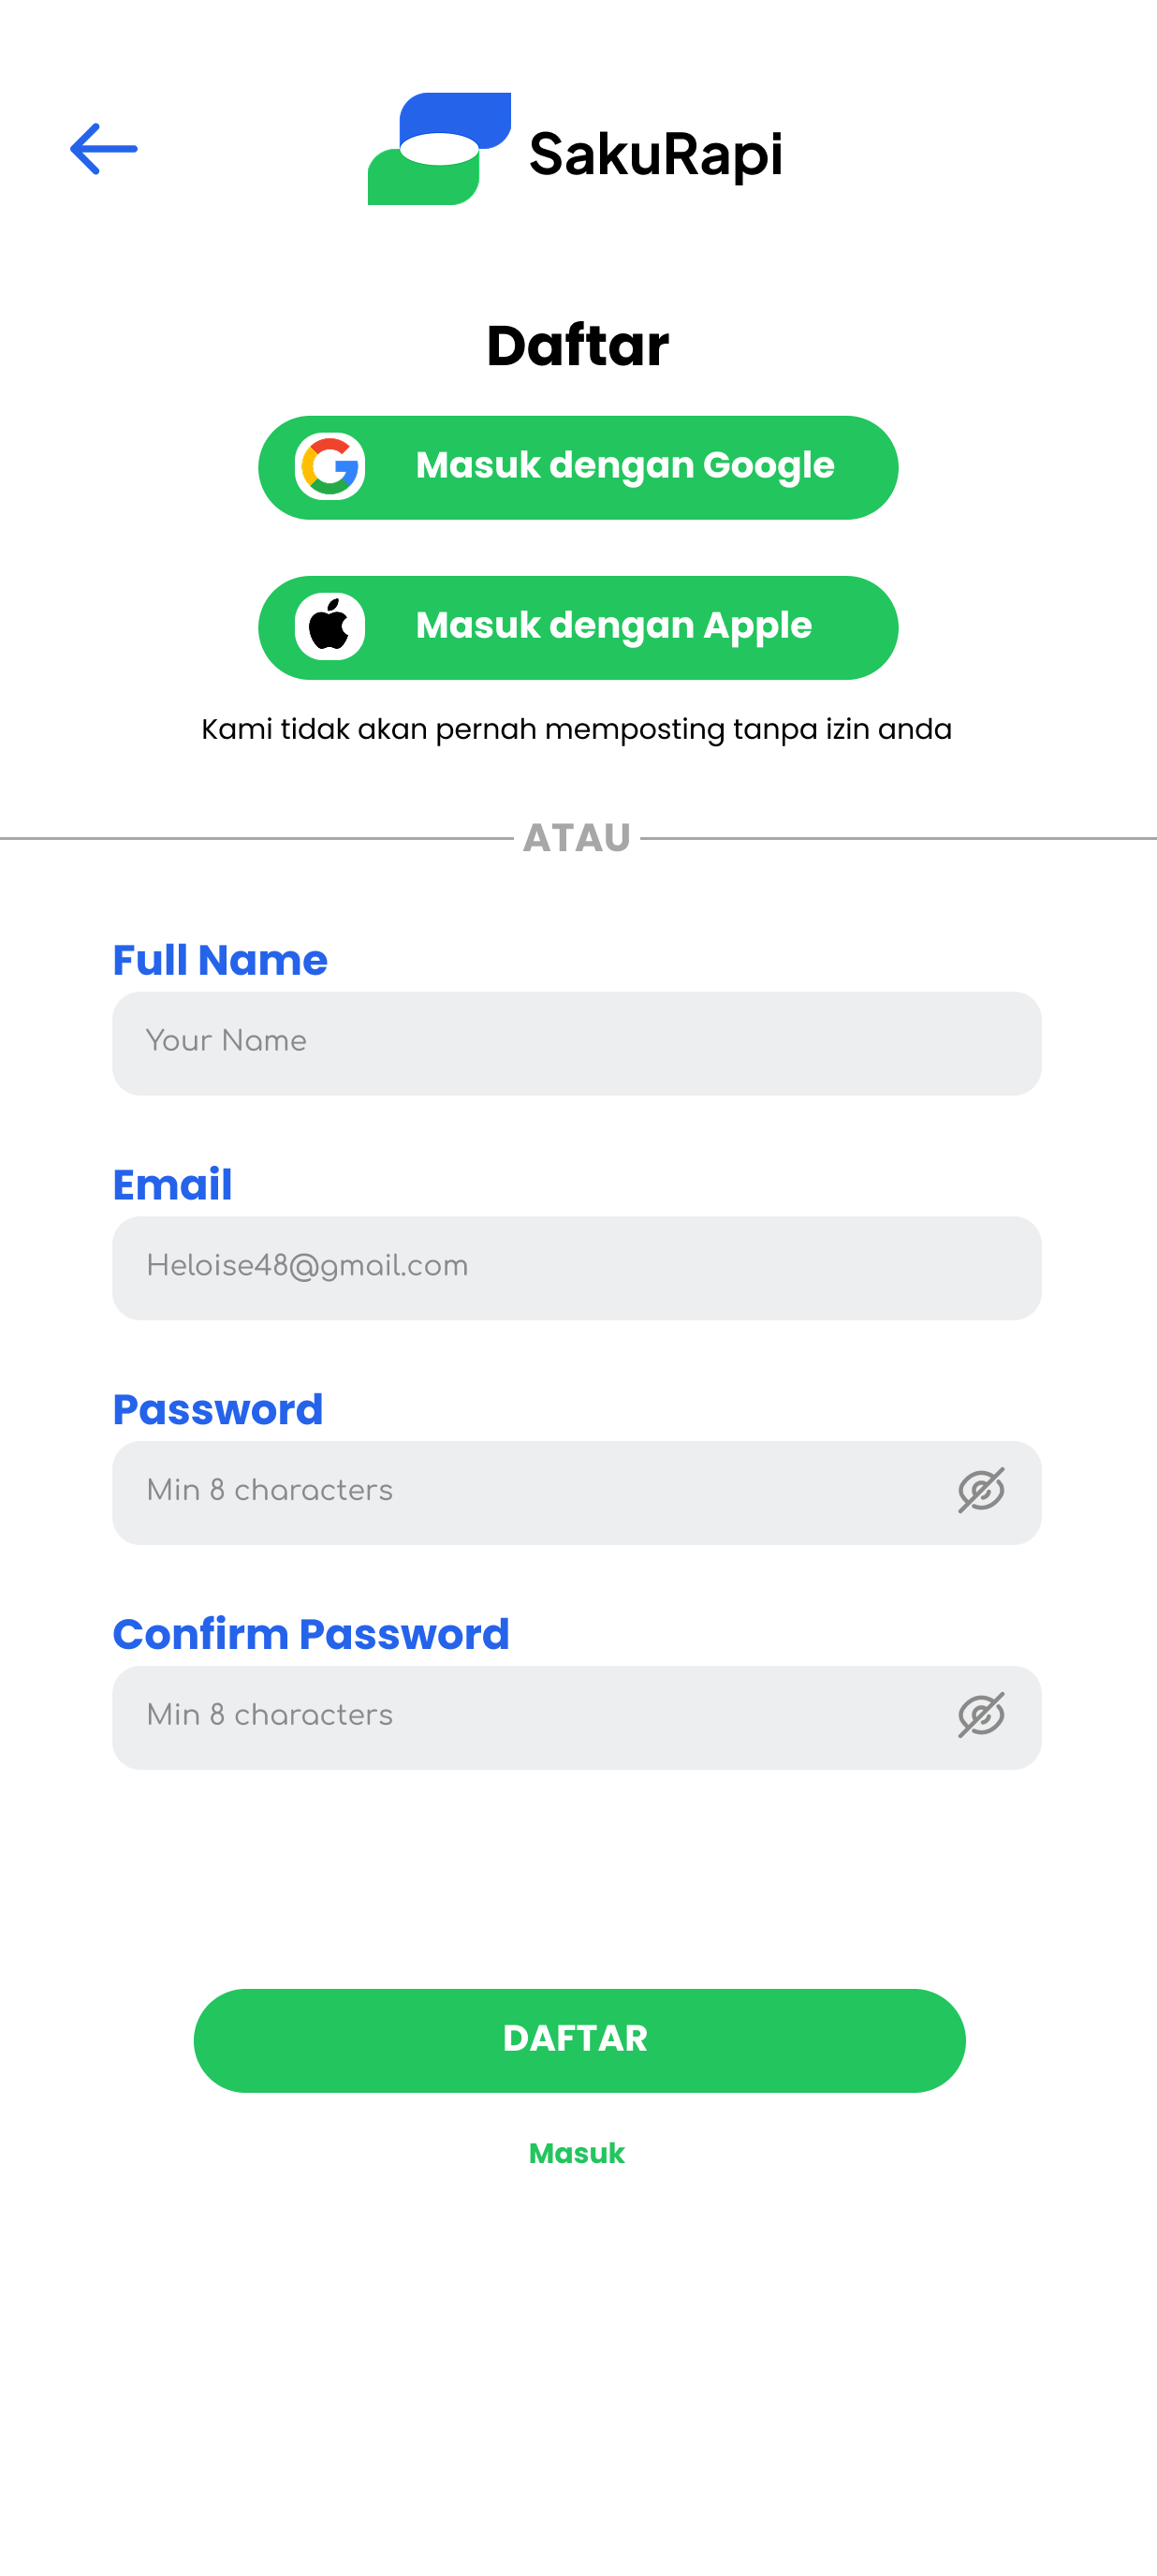 SakuRapi
Daftar
Masuk dengan Google
Masuk dengan Apple
Kami tidak akan pernah memposting tanpa izin anda
ATAU
Full Name
Your Name
Email
Heloise48@gmail.com
Password
Min 8 characters
Confirm Password
Min 8 characters
DAFTAR
Masuk